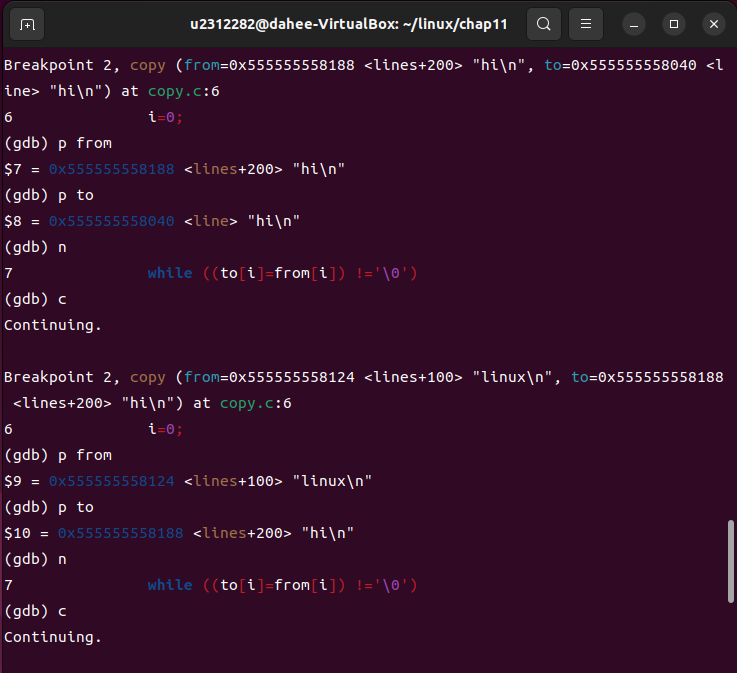 u2312282@dahee-VirtualBox: ~/linux/chap11
Breakpoint 2, copy (from=0x555555558188 <lines+200> "hi\n", to=0x555555558040 <l
ine> "hi\n") at copy.c:6
6               i=0;
(gdb) p from
$7 = 0x555555558188 <lines+200> "hi\n"
(gdb) p to
$8 = 0x555555558040 <line> "hi\n"
(gdb) n
7               while ((to[i]=from[i]) !='\0')
(gdb) c
Continuing.

Breakpoint 2, copy (from=0x555555558124 <lines+100> "linux\n", to=0x555555558188
 <lines+200> "hi\n") at copy.c:6
6               i=0;
(gdb) p from
$9 = 0x555555558124 <lines+100> "linux\n"
(gdb) p to
$10 = 0x555555558188 <lines+200> "hi\n"
(gdb) n
7               while ((to[i]=from[i]) !='\0')
(gdb) c
Continuing.